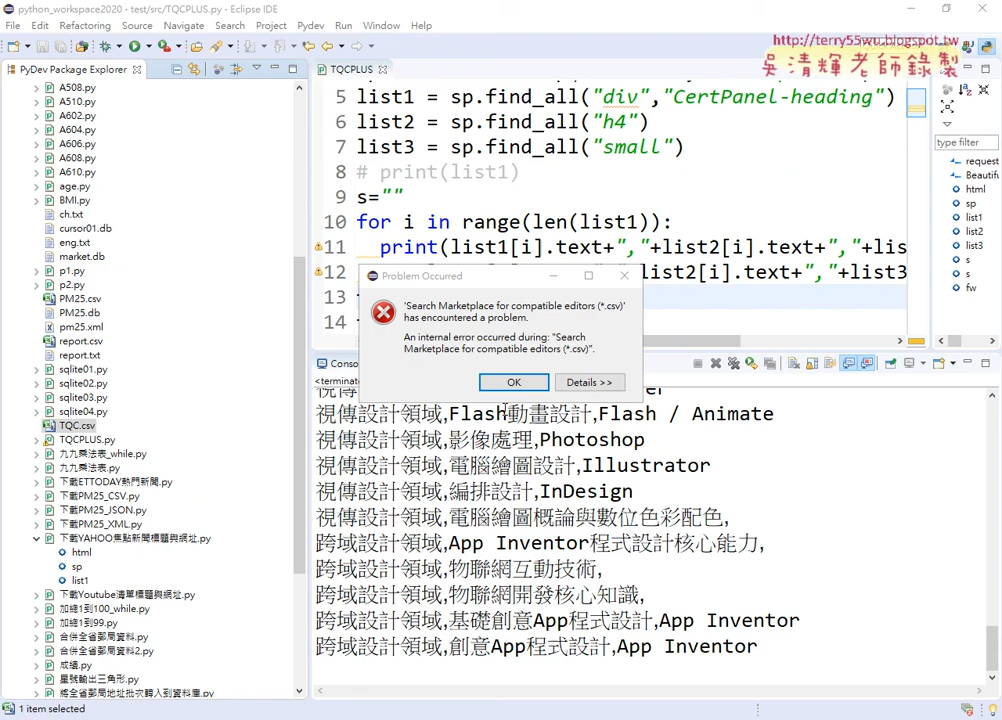 python_workspace2020 - test/src/TQCPLUS.py - Eclipse IDE
File Edit Refactoring Source Navigate Search Project Pydev Run Window Help
http://terry55wu.blogspot.tw
吳清輝老師錄製
PyDev Package Explorer
A508.py
A510.py
A602.py
A604.py
A606.py
A608.py
A610.py
age.py
BMI.py
ch.txt
cursor01.db
eng.txt
market.db
p1.py
p2.py
PM25.csv
PM25.db
pm25.xml
report.csv
report.txt
sqlite01.py
sqlite02.py
sqlite03.py
sqlite04.py
TQC.csv
TQCPLUS.py
九九乘法表_while.py
九九乘法表.py
下載ETTODAY熱門新聞.py
下載PM25_CSV.py
下載PM25_JSON.py
下載PM25_XML.py
下載YAHOO焦點新聞標題與網址.py
html
sp
list1
下載Youtube清單標題與網址.py
加總1到100_while.py
加總1到99.py
合併全省郵局資料.py
合併全省郵局資料2.py
成績.py
星號輸出三角形.py
將全省郵局地址批次轉入到資料庫.py
1 item selected
TQCPLUS
5 list1 = sp.find_all("div","CertPanel-heading")
6 list2 = sp.find_all("h4")
7 list3 = sp.find_all("small")
8 # print(list1)
9 s=""
10 for i in range(len(list1)):
11 print(list1[i].text+","+list2[i].text+","+lis
12 list2[i].text+","+list3
13
14
Problem Occurred
'Search Marketplace for compatible editors (*.csv)'
has encountered a problem.
An internal error occurred during: "Search
Marketplace for compatible editors (*.csv)".
OK
Details >>
Conso
<terminate
視傳設計領域,Flash動畫設計,Flash / Animate
視傳設計領域,影像處理,Photoshop
視傳設計領域,電腦繪圖設計,Illustrator
視傳設計領域,編排設計,InDesign
視傳設計領域,電腦繪圖概論與數位色彩配色,
跨域設計領域,App Inventor程式設計核心能力,
跨域設計領域,物聯網互動技術,
跨域設計領域,物聯網開發核心知識,
跨域設計領域,基礎創意App程式設計,App Inventor
跨域設計領域,創意App程式設計,App Inventor
type filter
request
Beautifu
html
sp
list1
list2
list3
s
s
fw